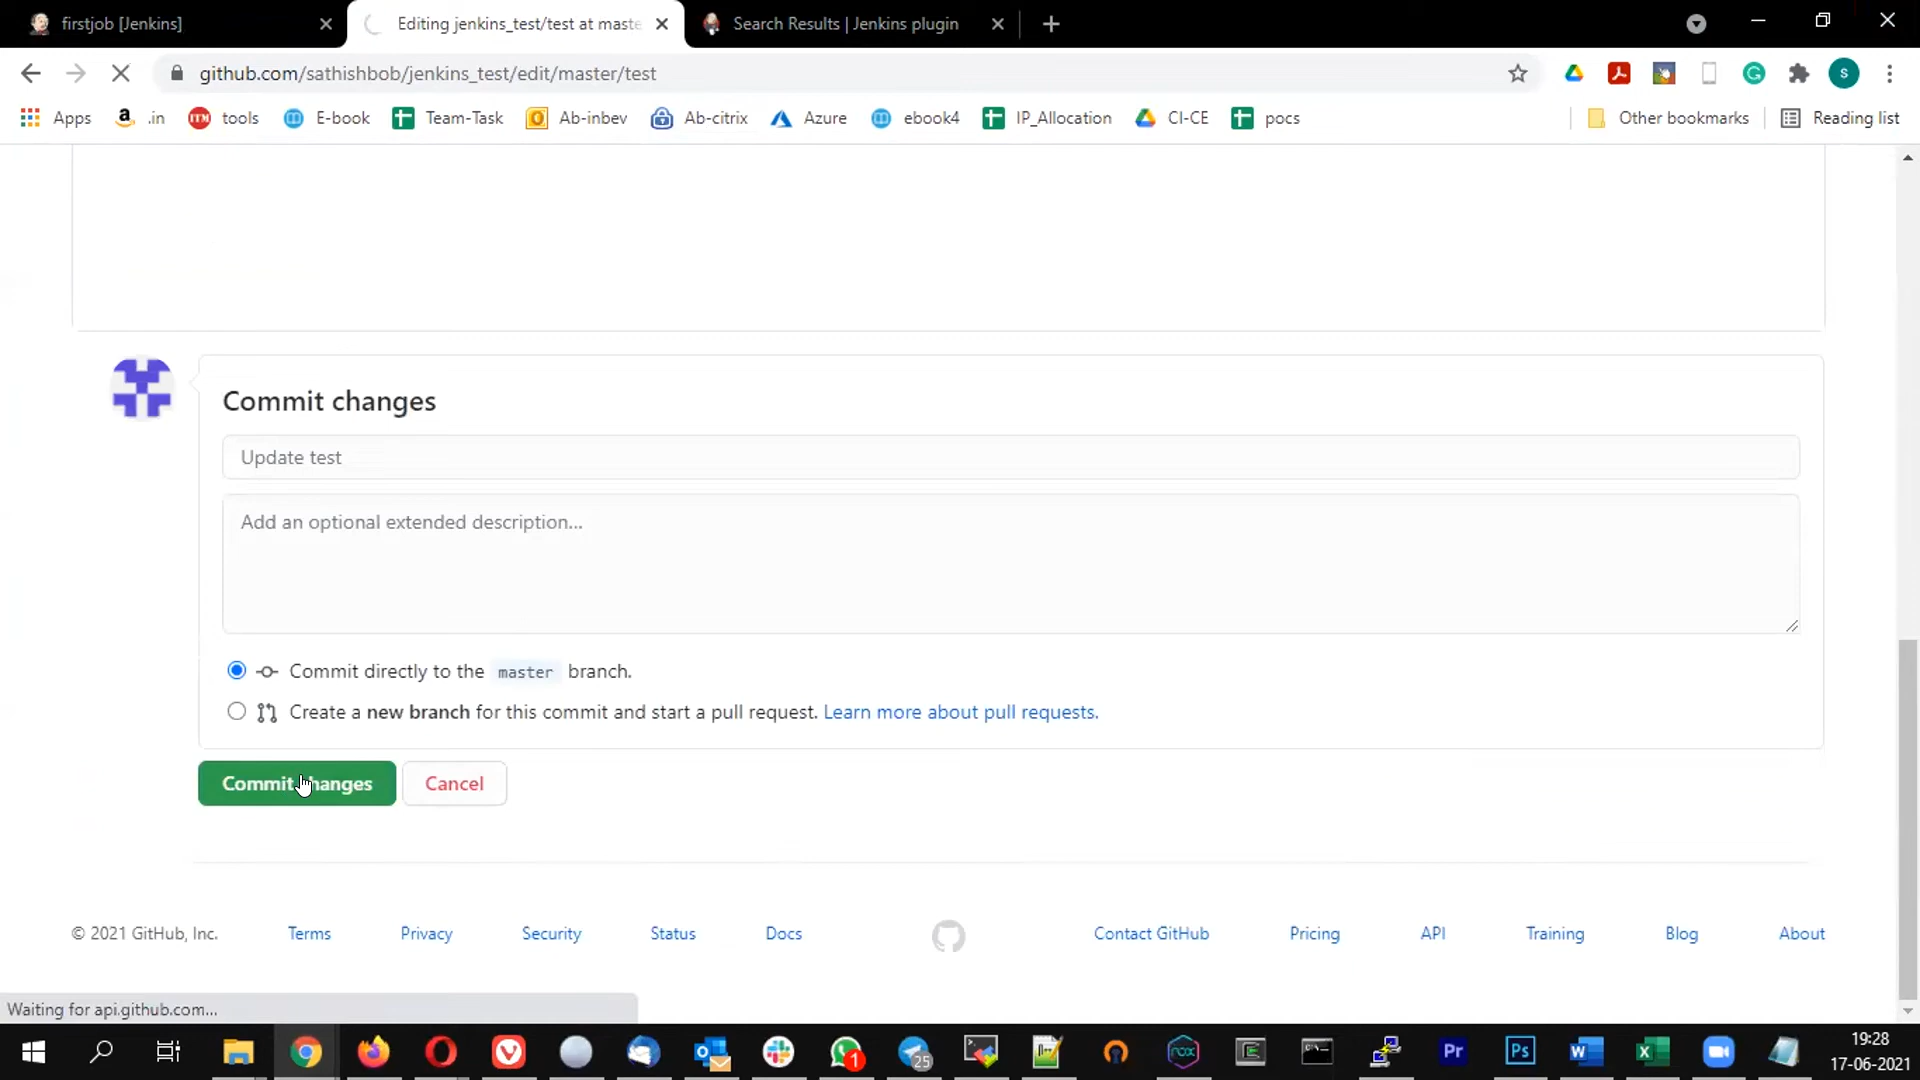 firstjob [Jenkins]
Editing jenkins_test/test at maste
Search Results | Jenkins plugin
github.com/sathishbob/jenkins_test/edit/master/test
S
Apps
.in
tools
E-book
Team-Task
Ab-inbev
Ab-citrix
Azure
ebook4
IP_Allocation
CI-CE
pocs
Other bookmarks
Reading list
Commit changes
Update test
Add an optional extended description...
Commit directly to the master branch.
Create a new branch for this commit and start a pull request. Learn more about pull requests.
Commit changes
Cancel
© 2021 GitHub, Inc.
Terms
Privacy
Security
Status
Docs
Contact GitHub
Pricing
API
Training
Blog
About
Waiting for api.github.com...
1
25
nox
Pr
Ps
19:28
17-06-2021